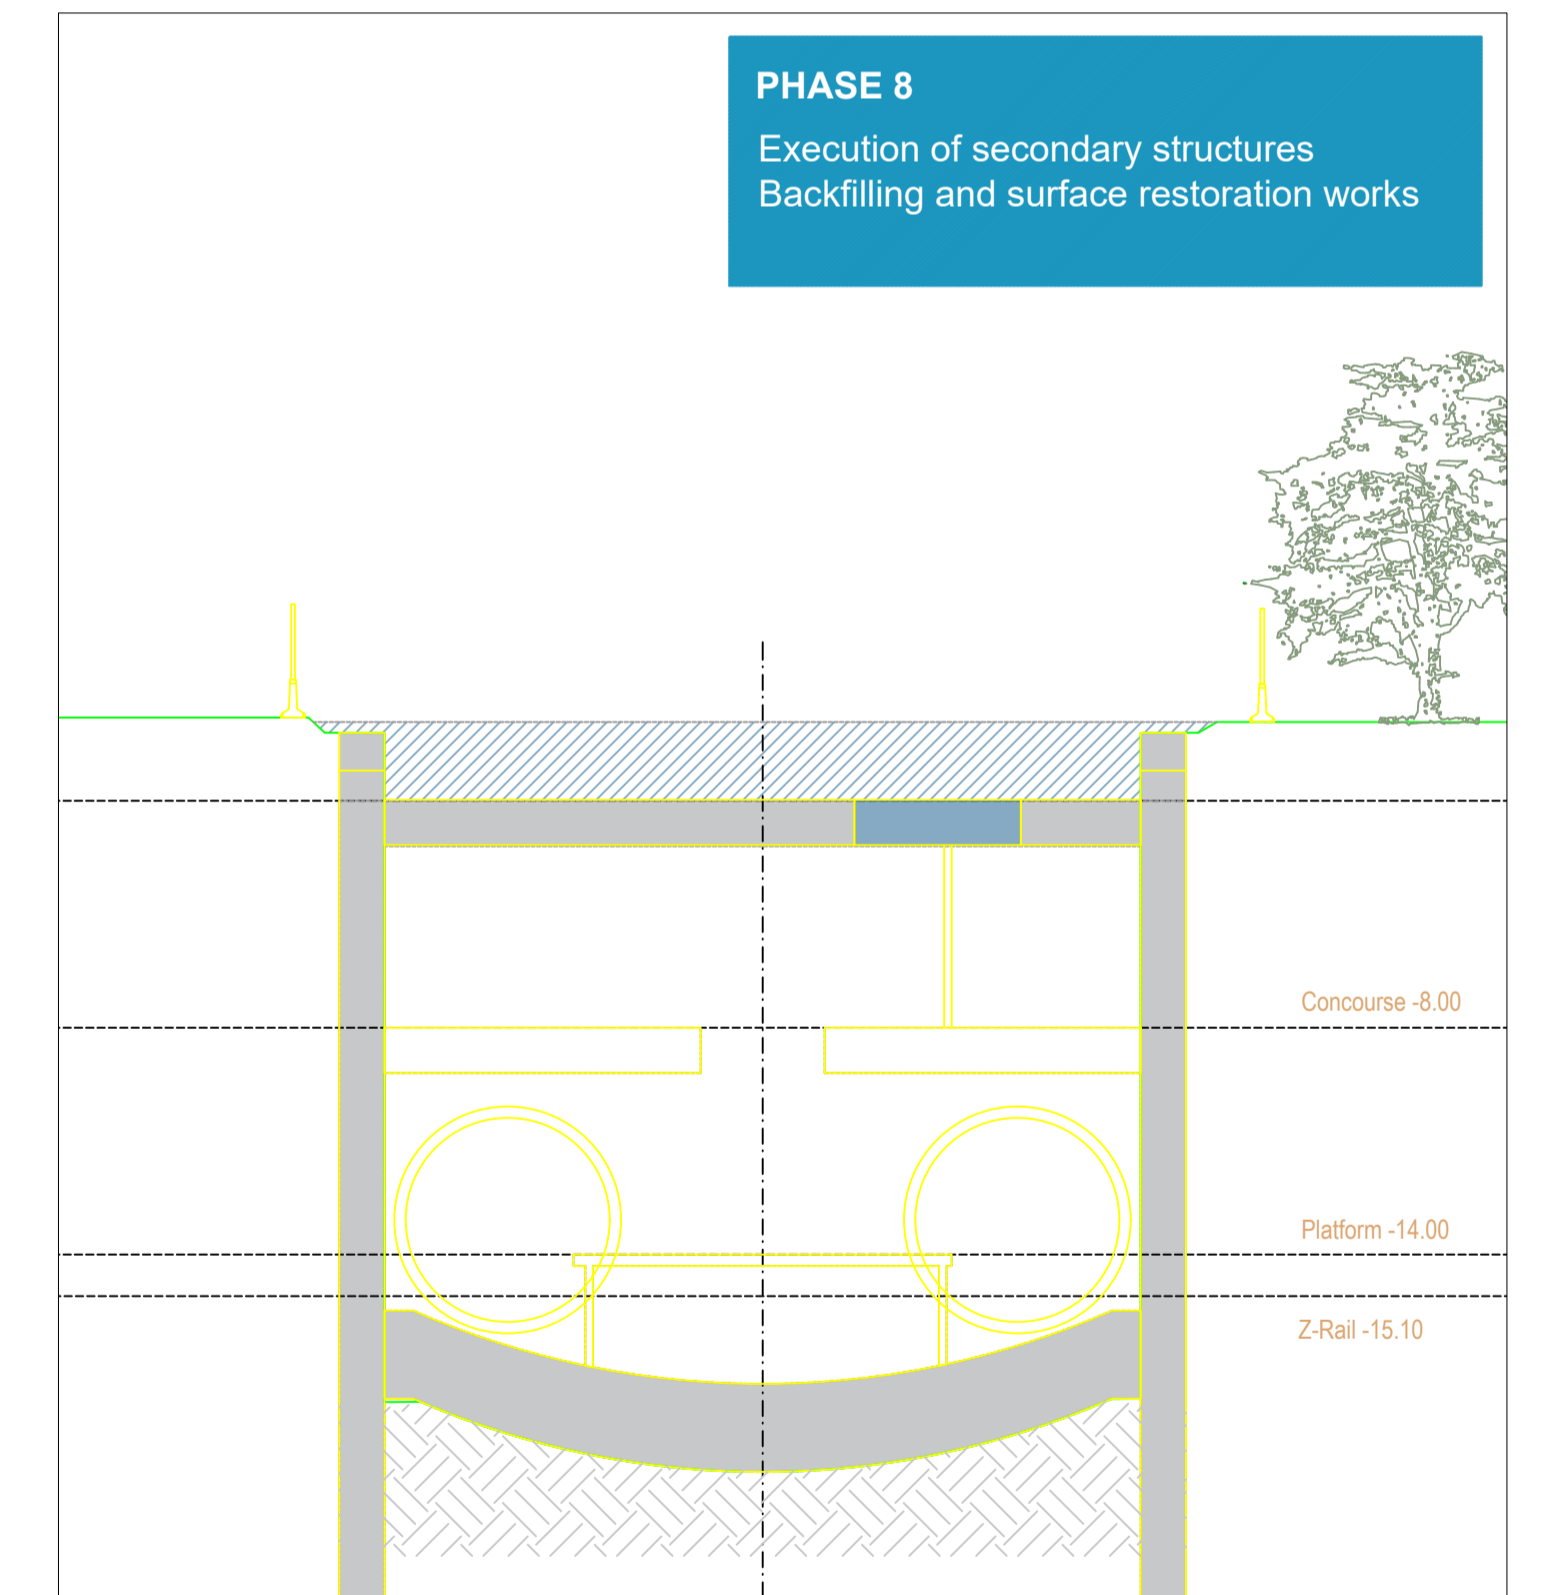 PHASE 8
Execution of secondary structures
Backfilling and surface restoration works
Concourse -8.00
Platform -14.00
Z-Rail -15.10